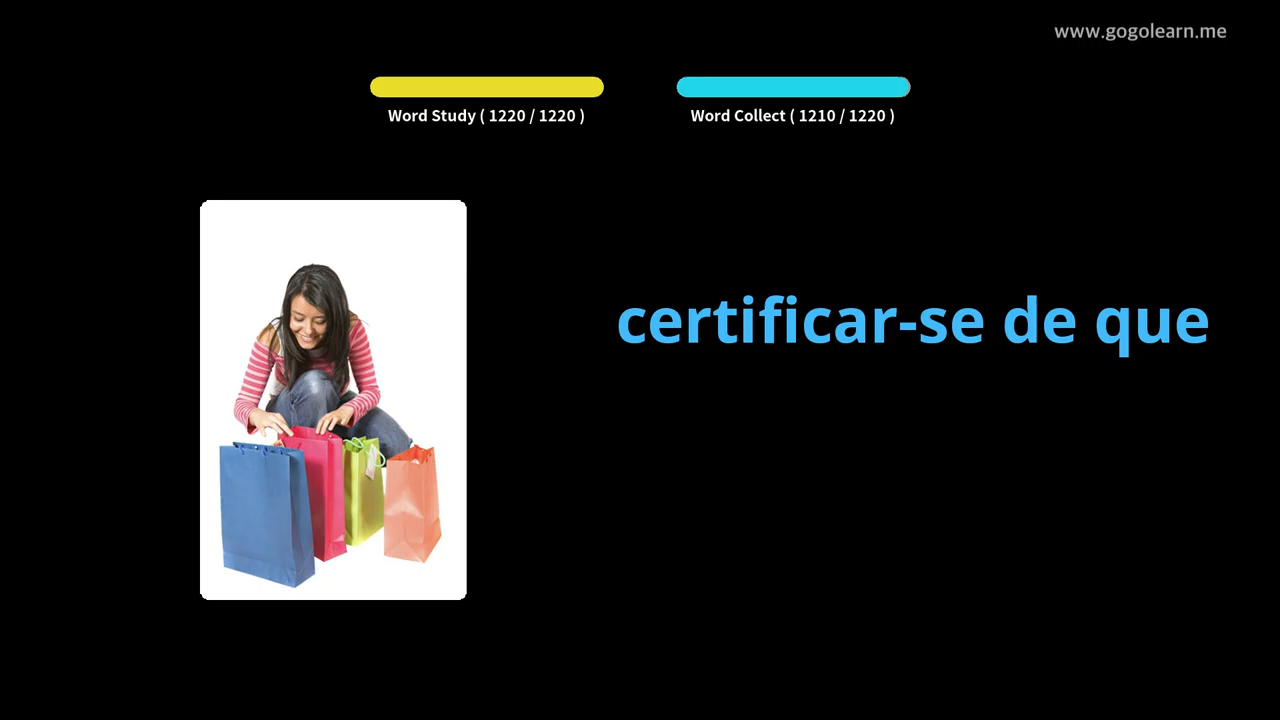 www.gogolearn.me
Word Study ( 1220 / 1220 )
Word Collect ( 1210 / 1220 )
certificar-se de que